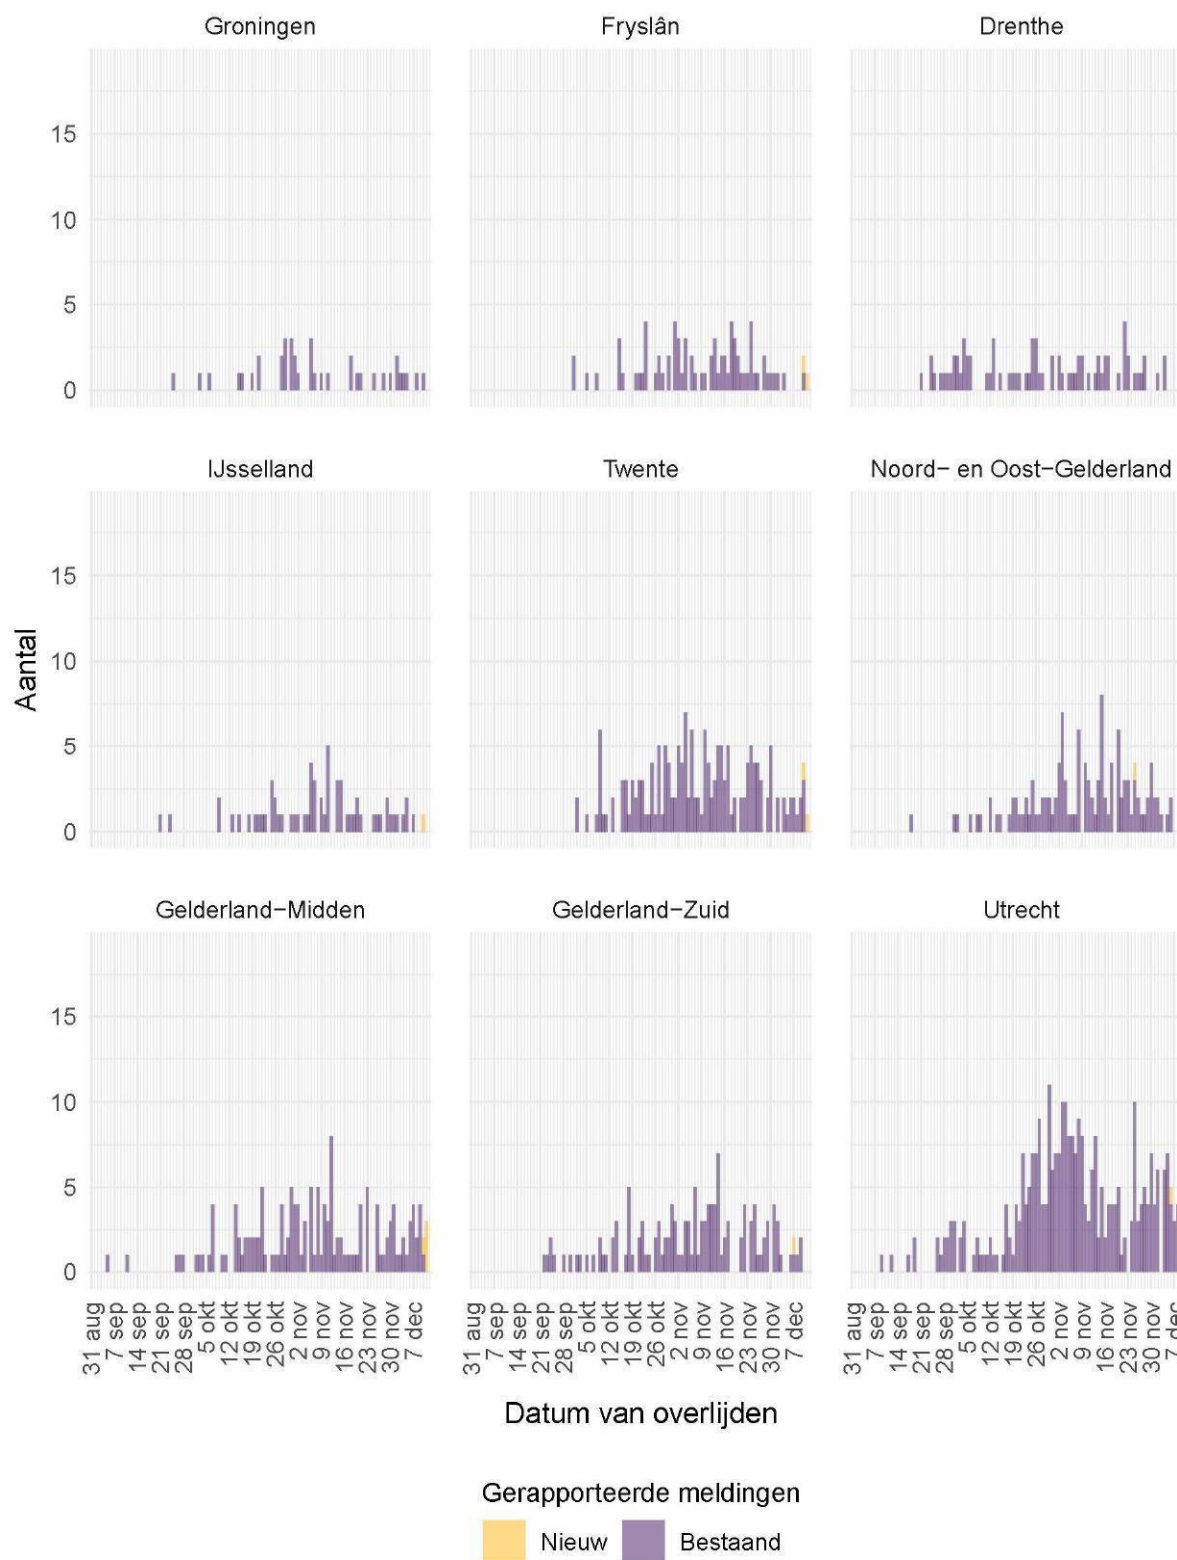 Groningen
Fryslân
Drenthe
15
10
5
0
IJsselland
Twente
Noord- en Oost-Gelderland
15
10
5
0
Aantal
Gelderland-Midden
Gelderland-Zuid
Utrecht
15
10
5
0
31 aug
7 sep
14 sep
21 sep
28 sep
5 okt
12 okt
19 okt
26 okt
2 nov
9 nov
16 nov
23 nov
30 nov
7 dec
31 aug
7 sep
14 sep
21 sep
28 sep
5 okt
12 okt
19 okt
26 okt
2 nov
9 nov
16 nov
23 nov
30 nov
7 dec
31 aug
7 sep
14 sep
21 sep
28 sep
5 okt
12 okt
19 okt
26 okt
2 nov
9 nov
16 nov
23 nov
30 nov
Datum van overlijden
Gerapporteerde meldingen
Nieuw
Bestaand